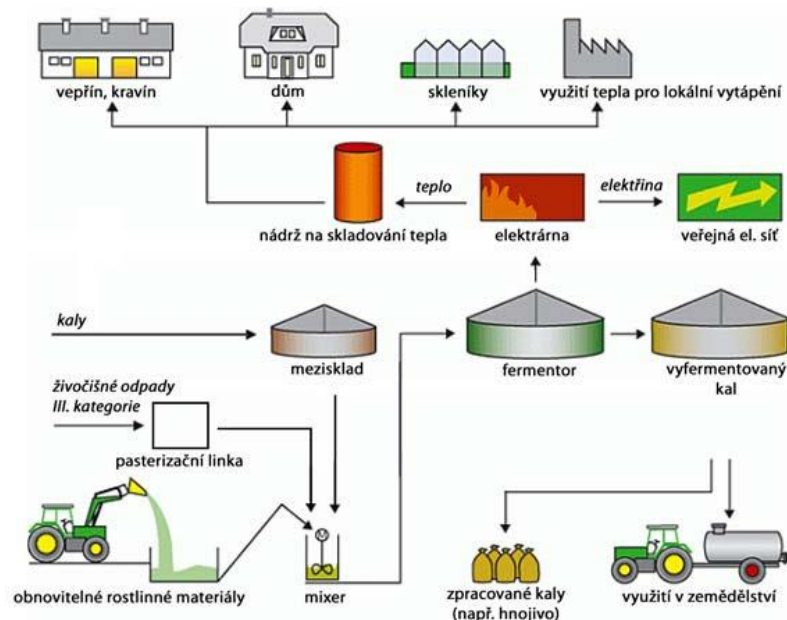 vepřín, kravín
dům
skleníky
využití tepla pro lokální vytápění
teplo
elektřina
nádrž na skladování tepla
elektrárna
veřejná el. síť
kaly
mezisklad
fermentor
vyfermentovaný
kal
živočišné odpady
III. kategorie
pasterizační linka
obnovitelné rostlinné materiály
mixer
zpracované kaly
(např. hnojivo)
využití v zemědělství